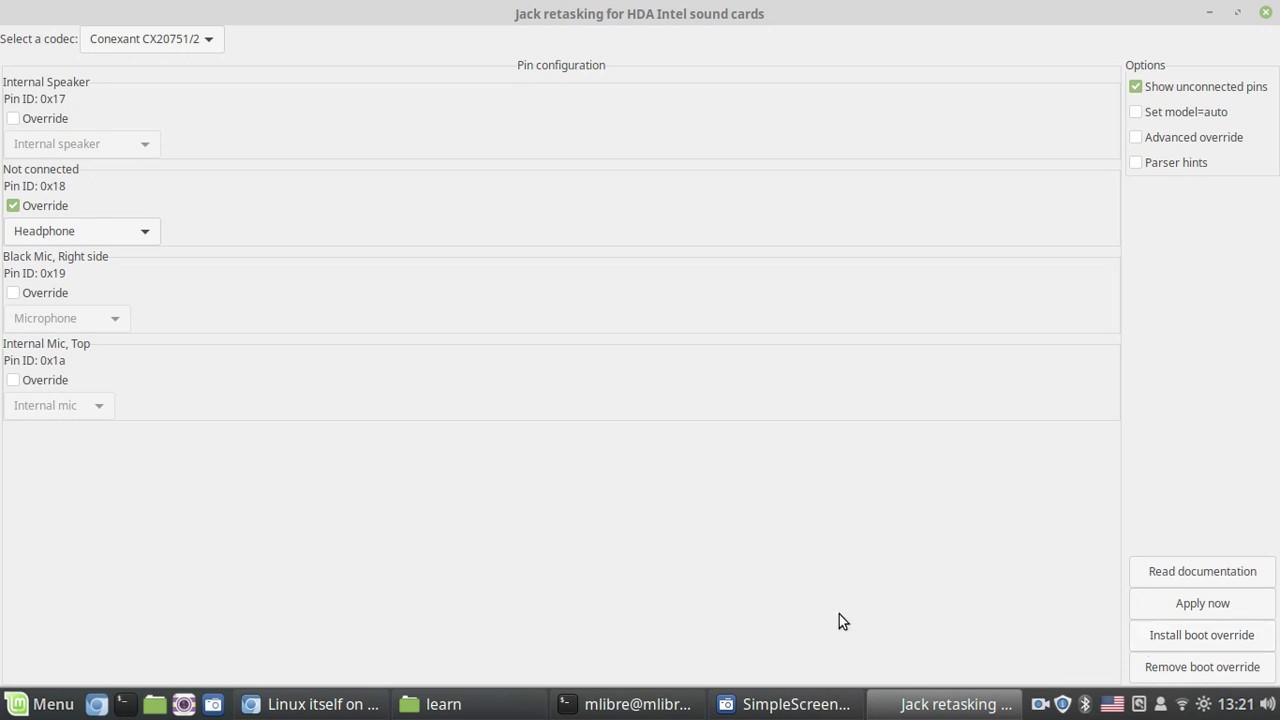 Jack retasking for HDA Intel sound cards
Select a codec: Conexant CX20751/2
Pin configuration
Internal Speaker
Pin ID: 0x17
Override
Internal speaker
Not connected
Pin ID: 0x18
Override
Headphone
Black Mic, Right side
Pin ID: 0x19
Override
Microphone
Internal Mic, Top
Pin ID: 0x1a
Override
Internal mic
Options
Show unconnected pins
Set model=auto
Advanced override
Parser hints
Read documentation
Apply now
Install boot override
Remove boot override
Menu Linux itself on ... learn mlibre@mlibr... SimpleScreen... Jack retasking ... 13:21